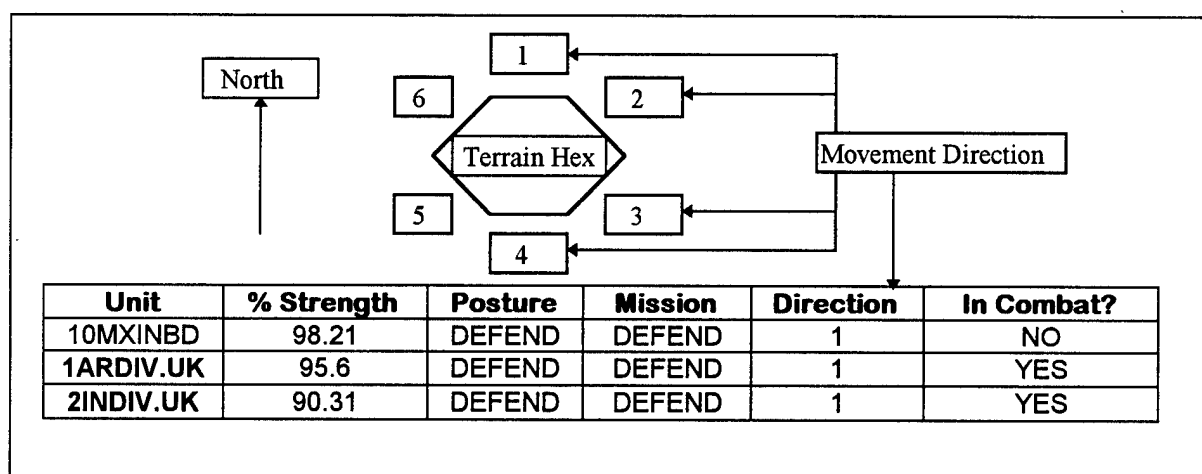 1
North
6
2
Terrain Hex
Movement Direction
5
3
4
Unit % Strength Posture Mission Direction In Combat?
10MXINBD 98.21 DEFEND DEFEND 1 NO
1ARDIV.UK 95.6 DEFEND DEFEND 1 YES
2INDIV.UK 90.31 DEFEND DEFEND 1 YES